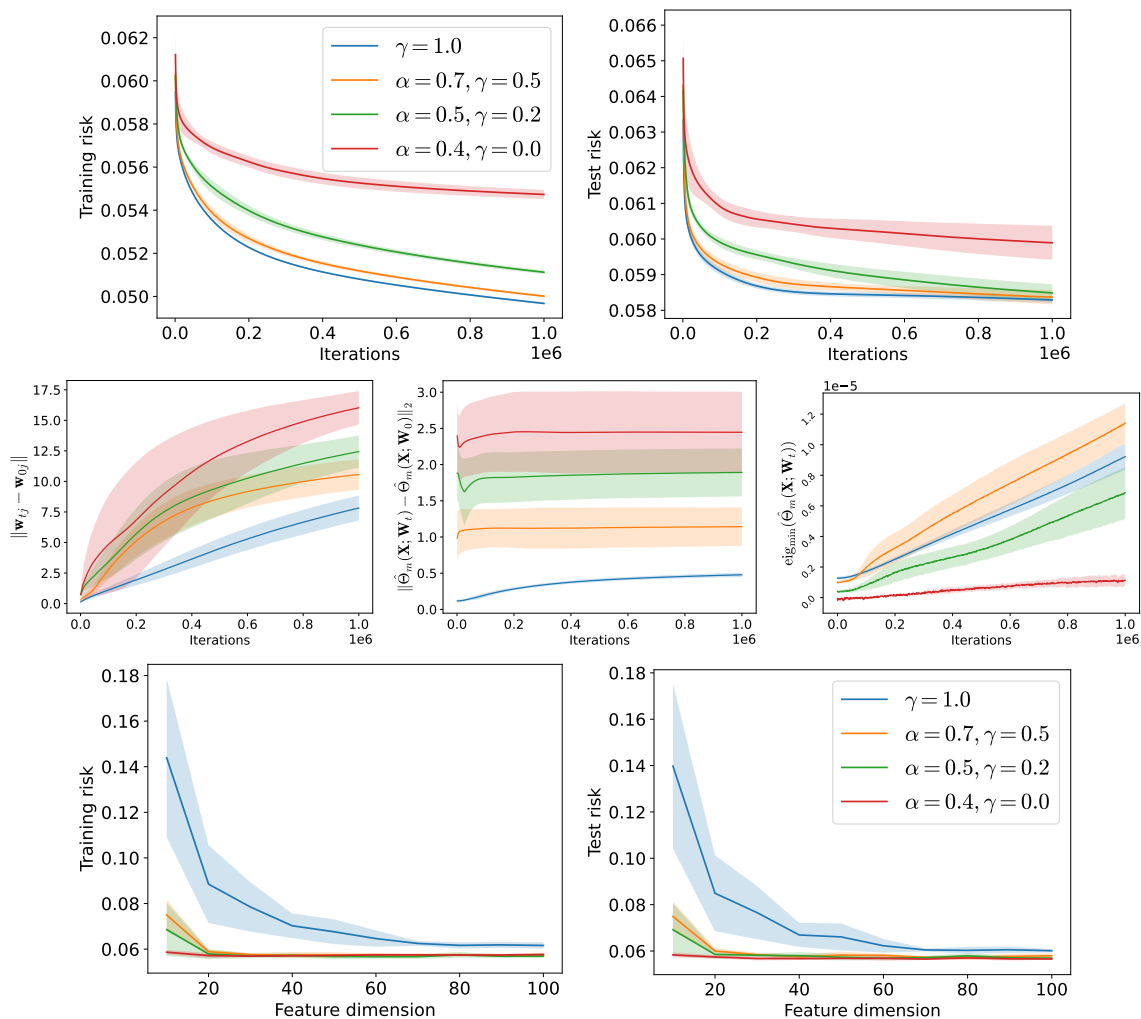 0.062
0.060
0.058
0.056
0.054
0.052
0.050
Training risk
γ = 1.0
α = 0.7, γ = 0.5
α = 0.5, γ = 0.2
α = 0.4, γ = 0.0
0.0 0.2 0.4 0.6 0.8 1.0
Iterations
1e6
0.066
0.065
0.064
0.063
0.062
0.061
0.060
0.059
0.058
Test risk
0.0 0.2 0.4 0.6 0.8 1.0
Iterations
1e6
17.5
15.0
12.5
10.0
7.5
5.0
2.5
0.0
||w_{tj} − w_{0j}||
0.0 0.2 0.4 0.6 0.8 1.0
Iterations
1e6
3.0
2.5
2.0
1.5
1.0
0.5
0.0
||Θ̂_m(X; W_t) − Θ̂_m(X; W_0)||_2
0.0 0.2 0.4 0.6 0.8 1.0
Iterations
1e6
1e-5
1.2
1.0
0.8
0.6
0.4
0.2
0.0
eig_min(Θ̂_m(X; W_t))
0.0 0.2 0.4 0.6 0.8 1.0
Iterations
1e6
0.18
0.16
0.14
0.12
0.10
0.08
0.06
Training risk
20 40 60 80 100
Feature dimension
0.18
0.16
0.14
0.12
0.10
0.08
0.06
Test risk
γ = 1.0
α = 0.7, γ = 0.5
α = 0.5, γ = 0.2
α = 0.4, γ = 0.0
20 40 60 80 100
Feature dimension